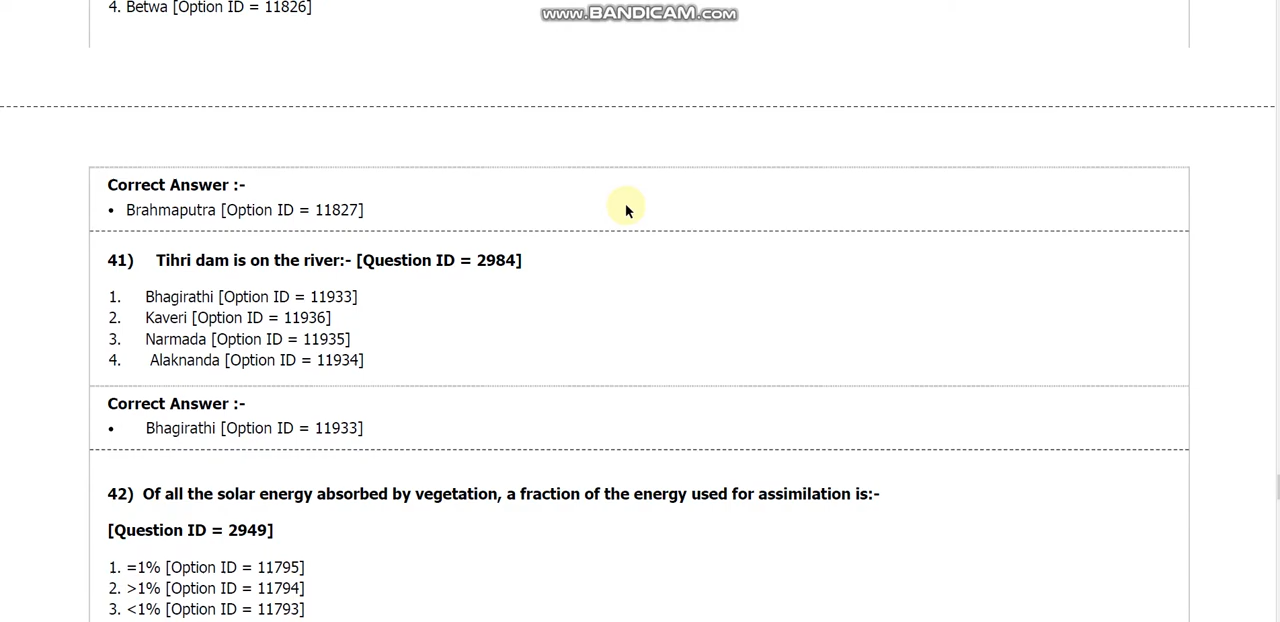 4. Betwa [Option ID = 11826]
www.BANDICAM.com
Correct Answer :-
• Brahmaputra [Option ID = 11827]
41) Tihri dam is on the river:- [Question ID = 2984]
1. Bhagirathi [Option ID = 11933]
2. Kaveri [Option ID = 11936]
3. Narmada [Option ID = 11935]
4. Alaknanda [Option ID = 11934]
Correct Answer :-
• Bhagirathi [Option ID = 11933]
42) Of all the solar energy absorbed by vegetation, a fraction of the energy used for assimilation is:-
[Question ID = 2949]
1. =1% [Option ID = 11795]
2. >1% [Option ID = 11794]
3. <1% [Option ID = 11793]